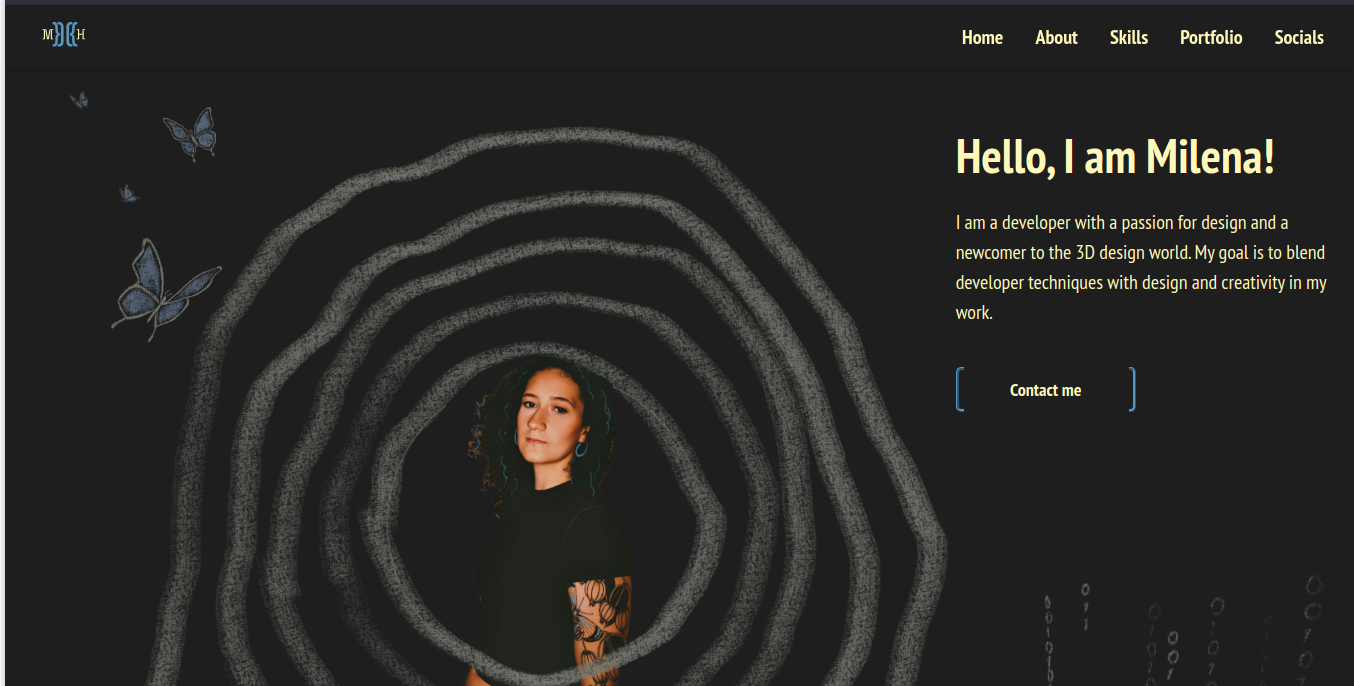 M H
Home About Skills Portfolio Socials
Hello, I am Milena!
I am a developer with a passion for design and a
newcomer to the 3D design world. My goal is to blend
developer techniques with design and creativity in my
work.
Contact me